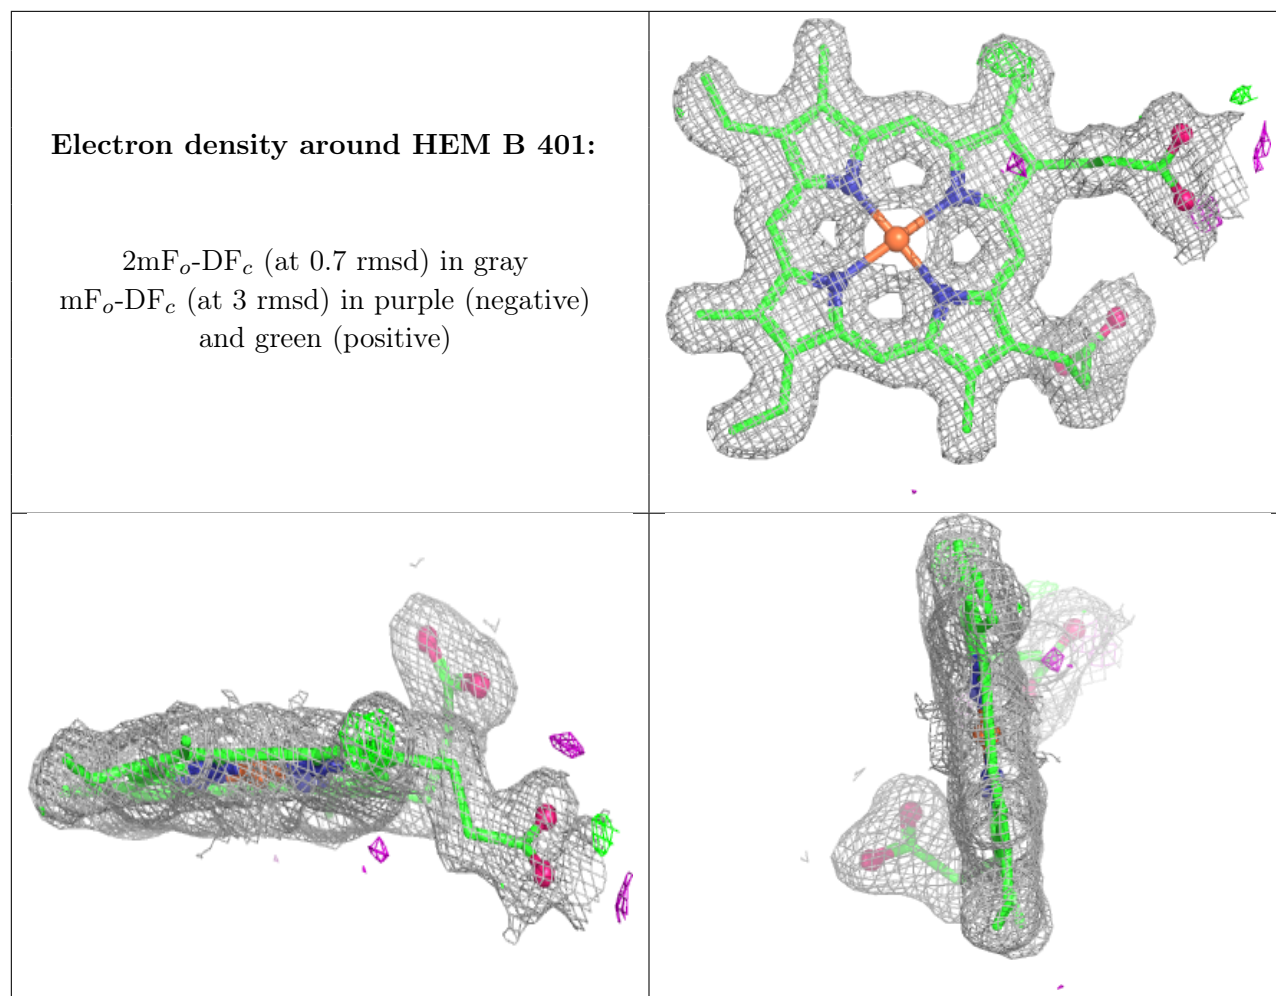 Electron density around HEM B 401:
2mFo-DFc (at 0.7 rmsd) in gray
mFo-DFc (at 3 rmsd) in purple (negative)
and green (positive)